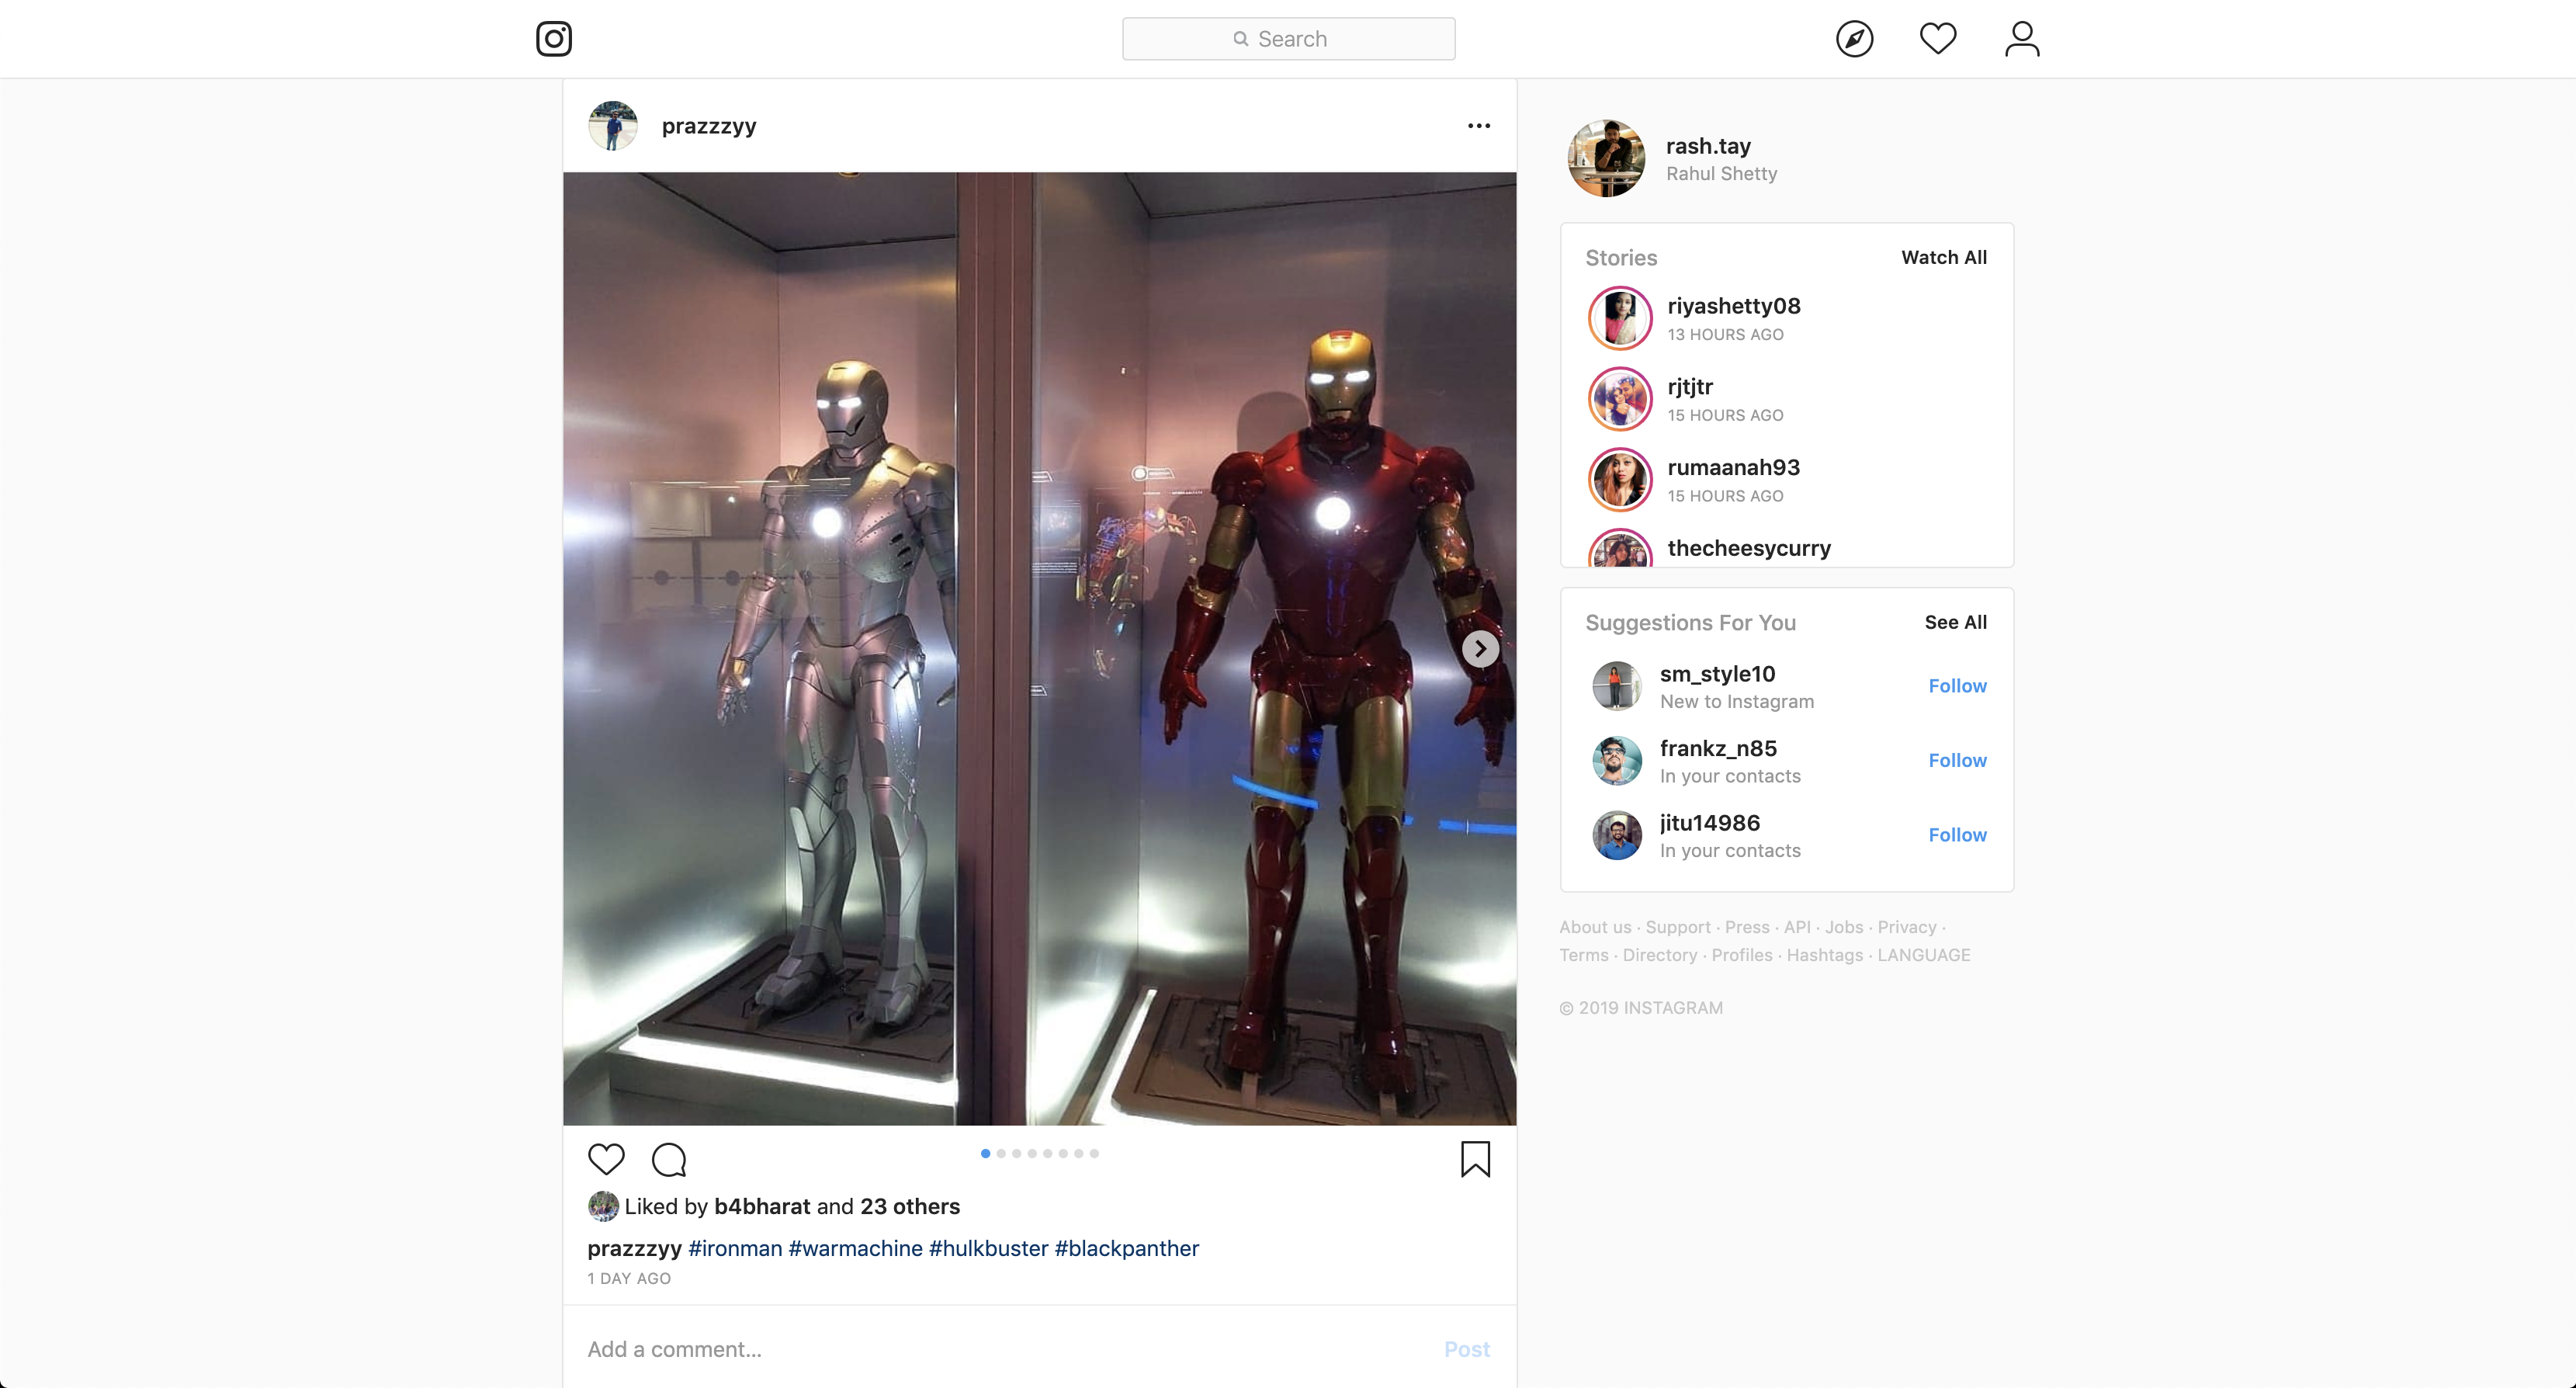 Search
prazzzyy
rash.tay
Rahul Shetty
Stories Watch All
riyashetty08
13 HOURS AGO
rjtjtr
15 HOURS AGO
rumaanah93
15 HOURS AGO
thecheesycurry
Suggestions For You See All
sm_style10
New to Instagram
Follow
frankz_n85
In your contacts
Follow
jitu14986
In your contacts
Follow
About us · Support · Press · API · Jobs · Privacy ·
Terms · Directory · Profiles · Hashtags · LANGUAGE
© 2019 INSTAGRAM
Liked by b4bharat and 23 others
prazzzyy #ironman #warmachine #hulkbuster #blackpanther
1 DAY AGO
Add a comment...
Post